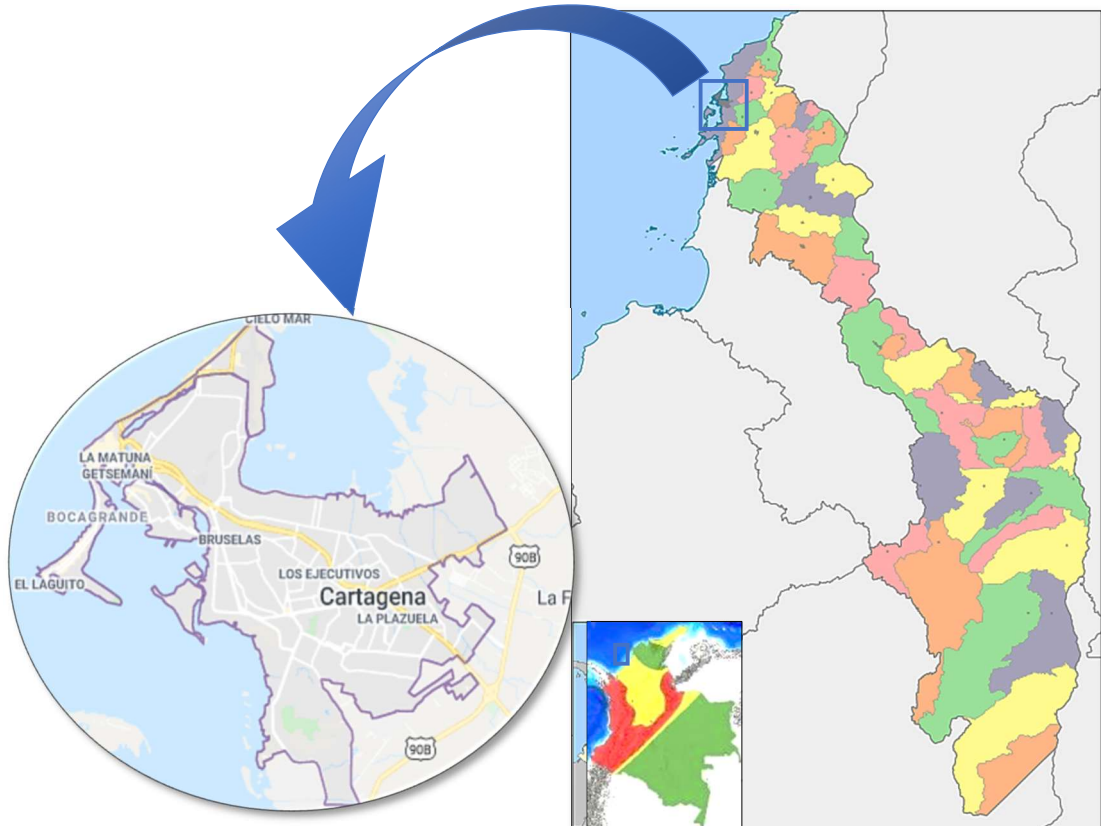 CIELO MAR
LA MATUNA
GETSEMANÍ
BOCAGRANDE
BRUSELAS
90B
EL LAGUITO
LOS EJECUTIVOS
Cartagena
La F
LA PLAZUELA
90B